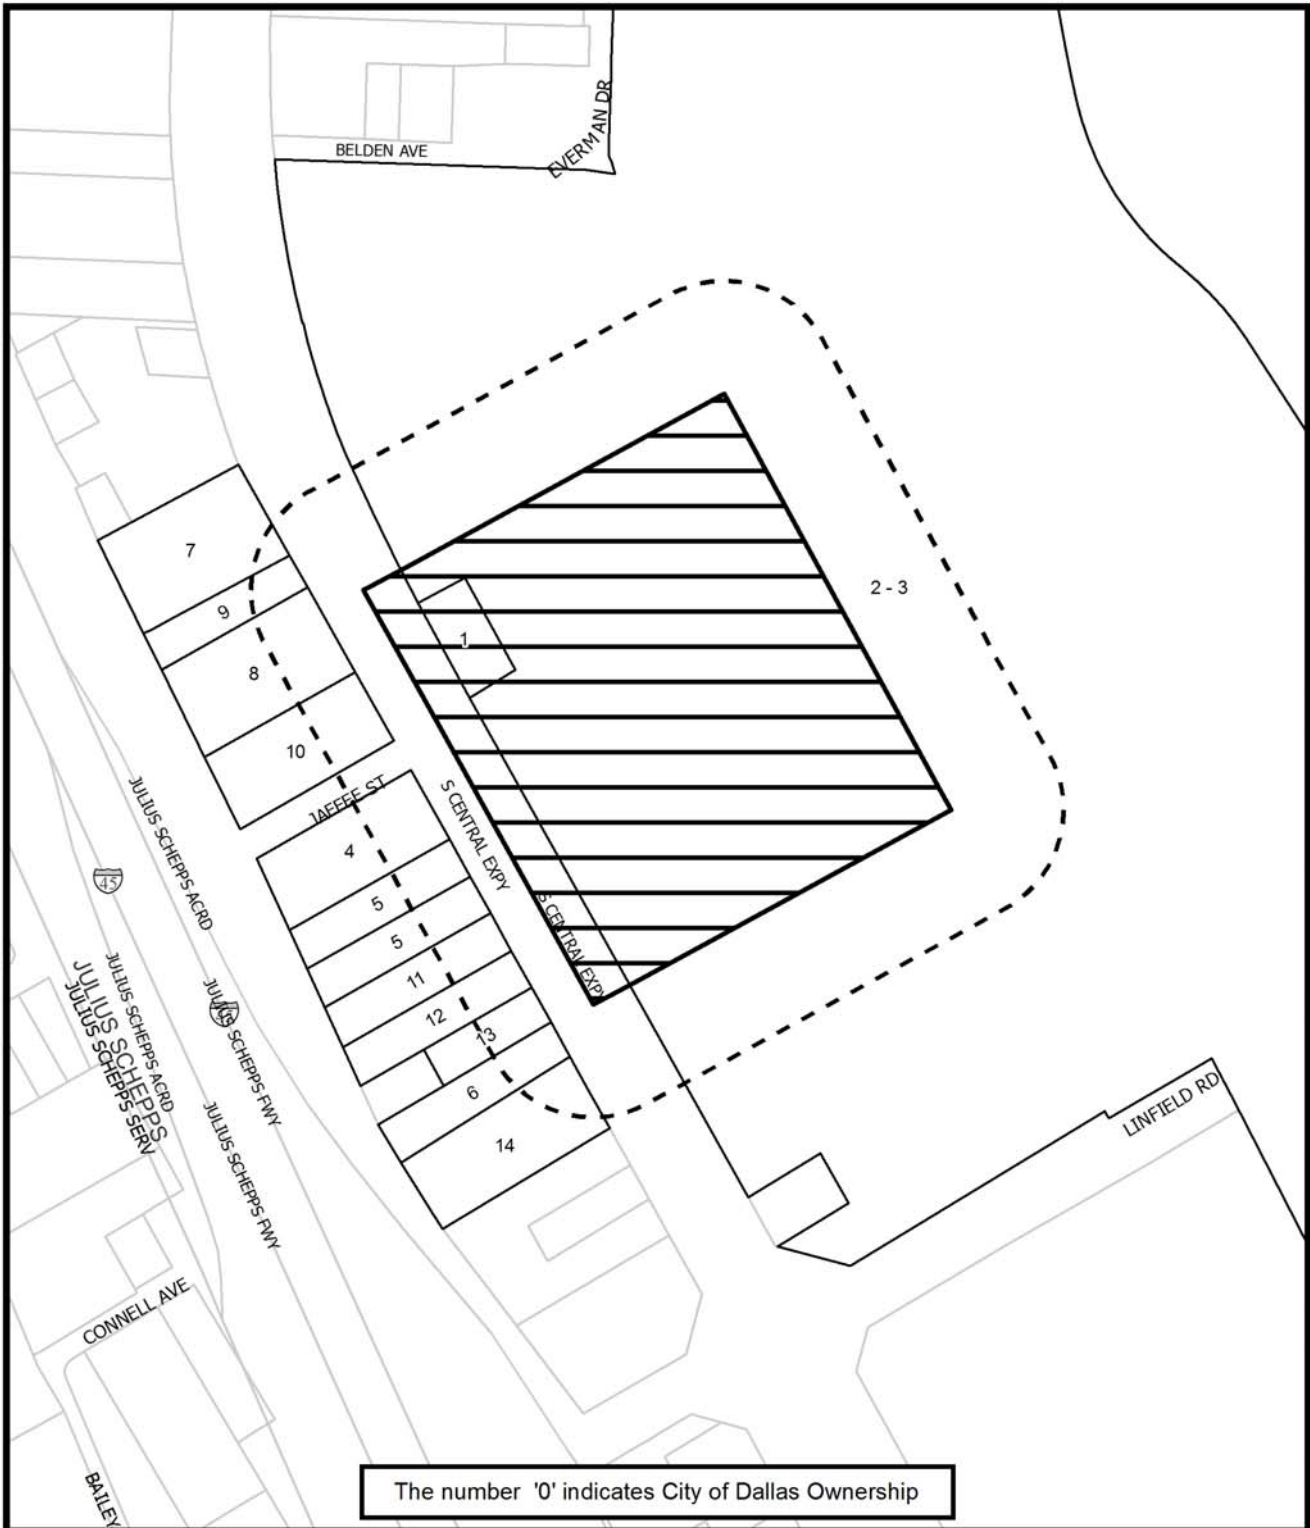 BELDEN AVE
EVERMAN DR
7
9
8
10
1
2 - 3
JAFFEE ST
S CENTRAL EXPY
S CENTRAL EXPY
4
5
5
11
12
13
6
14
45
JULIUS SCHEPPS ACRD
JULIUS SCHEPPS ACRD
JULIUS SCHEPPS
JULIUS SCHEPPS SERV
JULIUS SCHEPPS FWY
JULIUS SCHEPPS FWY
LINFIELD RD
CONNELL AVE
BAILEY
The number '0' indicates City of Dallas Ownership